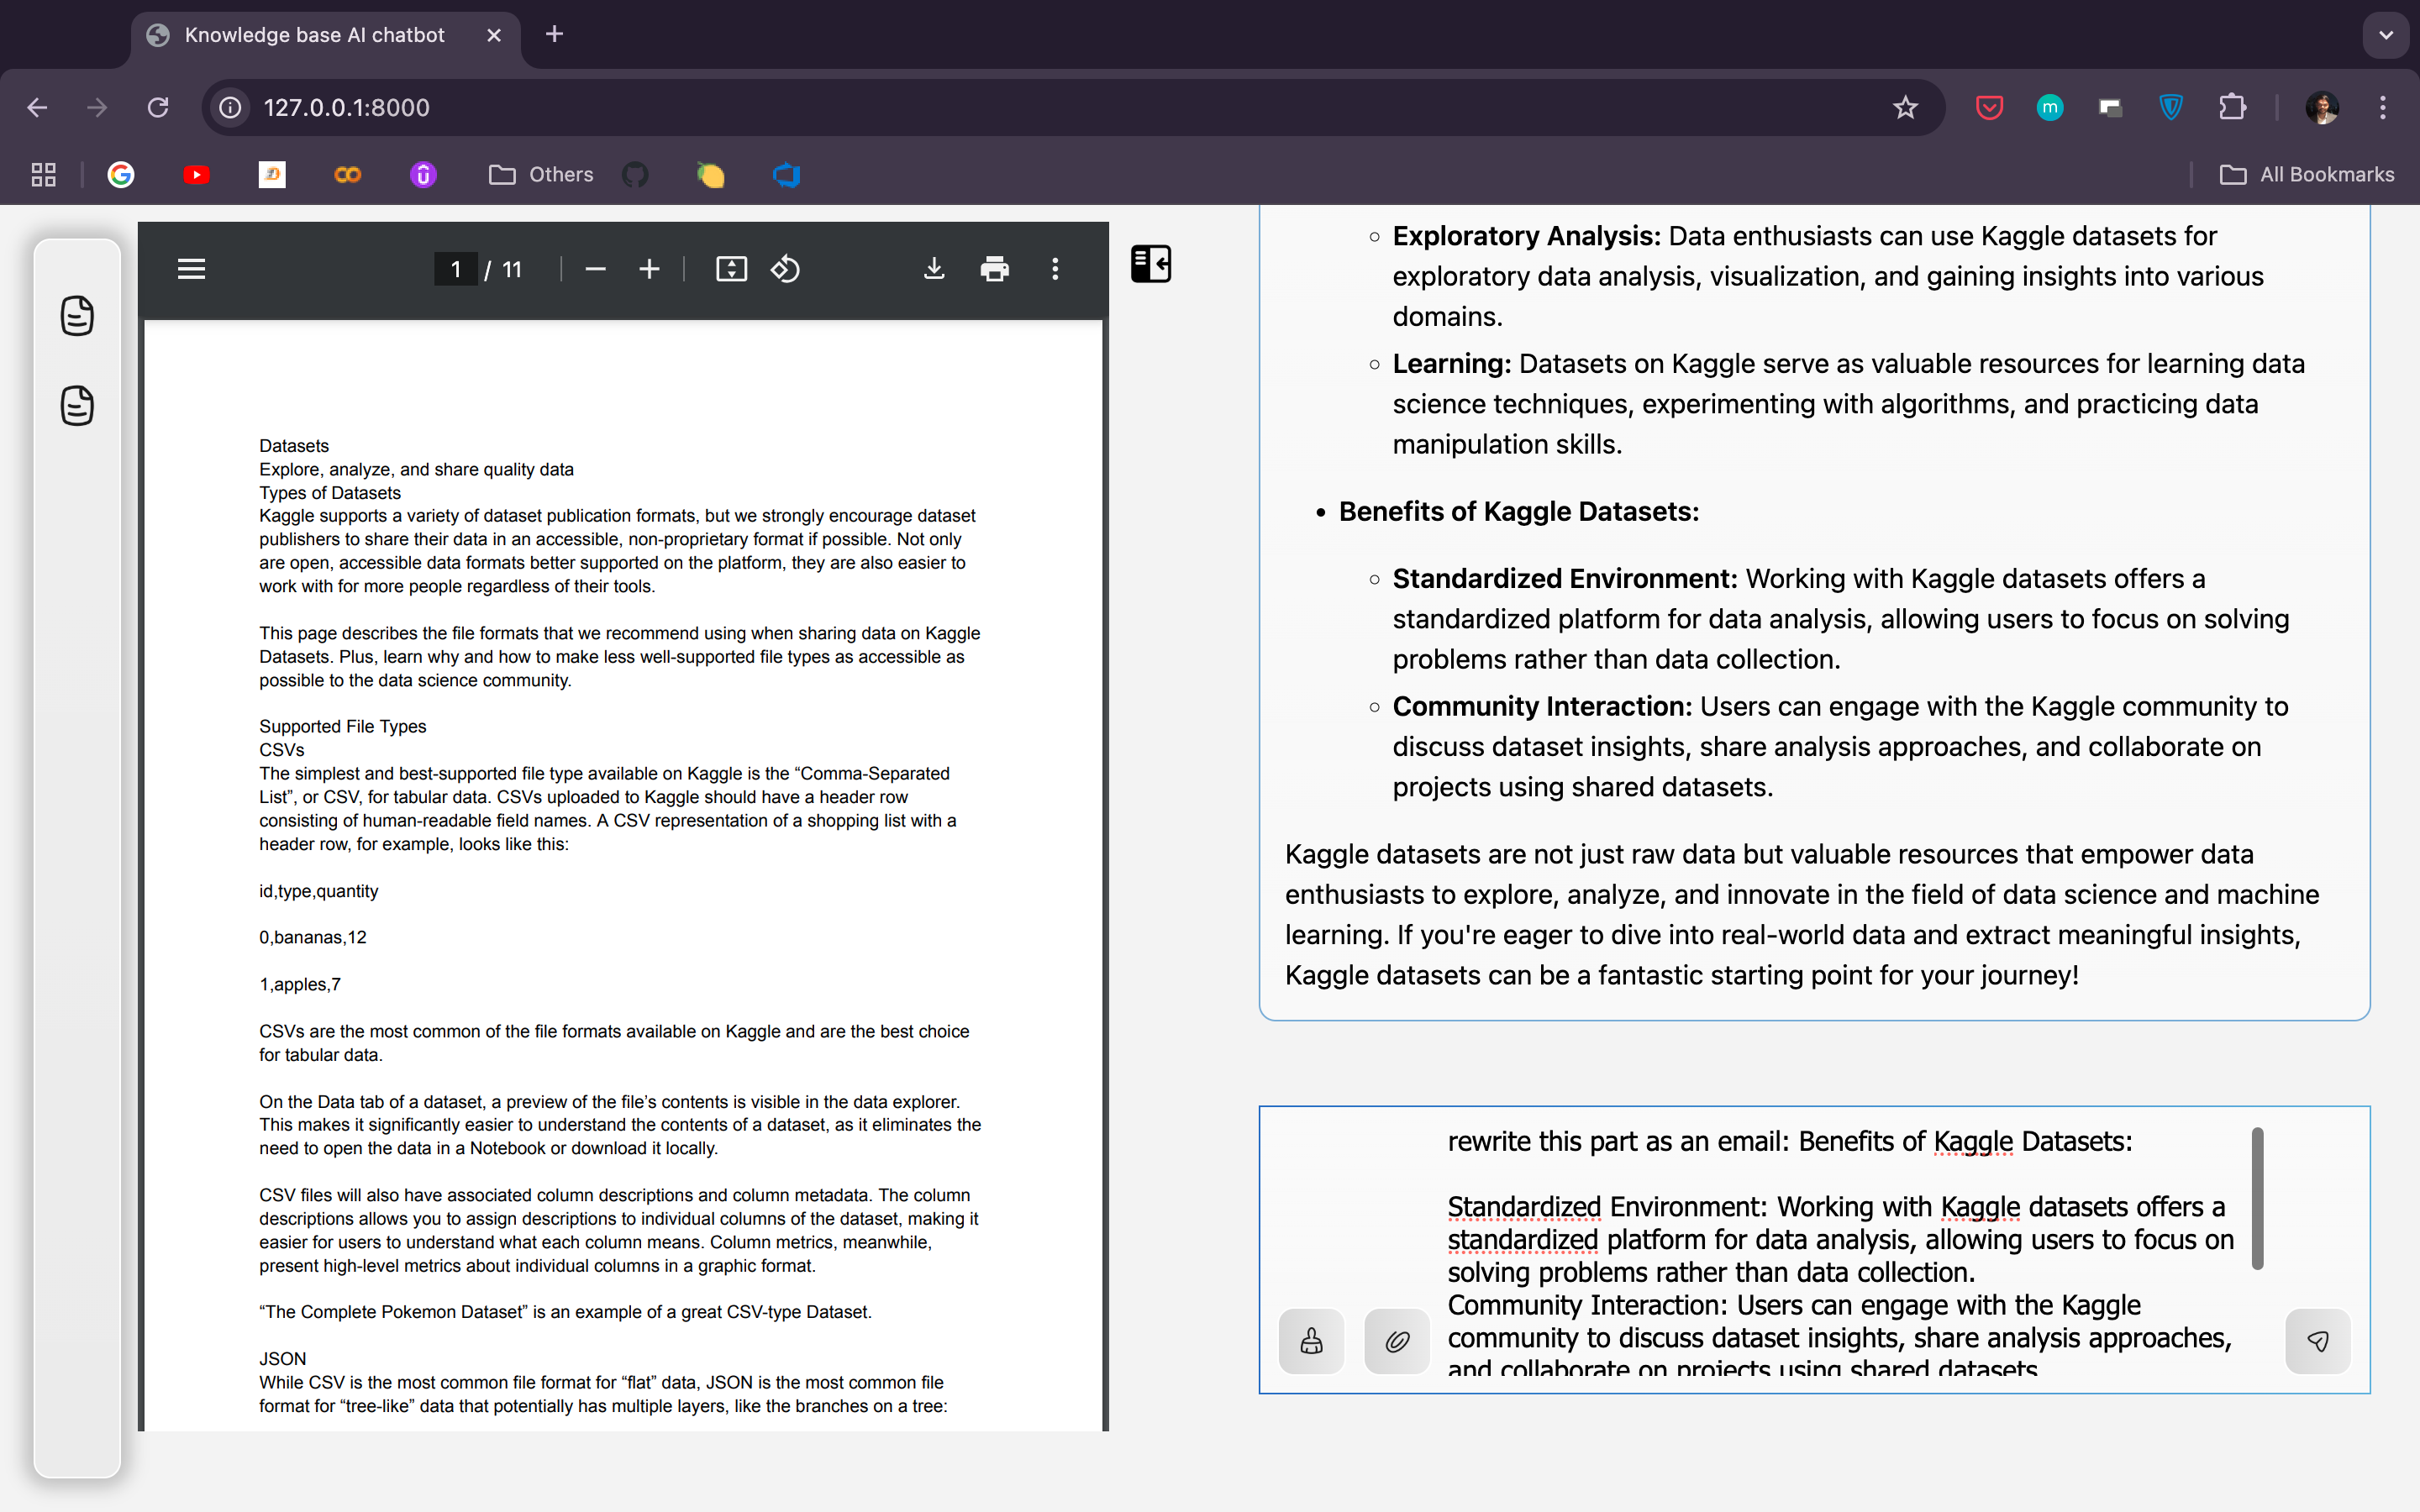 Knowledge base AI chatbot
127.0.0.1:8000
m
Others
All Bookmarks
1 / 11
Datasets
Explore, analyze, and share quality data
Types of Datasets
Kaggle supports a variety of dataset publication formats, but we strongly encourage dataset
publishers to share their data in an accessible, non-proprietary format if possible. Not only
are open, accessible data formats better supported on the platform, they are also easier to
work with for more people regardless of their tools.
This page describes the file formats that we recommend using when sharing data on Kaggle
Datasets. Plus, learn why and how to make less well-supported file types as accessible as
possible to the data science community.
Supported File Types
CSVs
The simplest and best-supported file type available on Kaggle is the “Comma-Separated
List”, or CSV, for tabular data. CSVs uploaded to Kaggle should have a header row
consisting of human-readable field names. A CSV representation of a shopping list with a
header row, for example, looks like this:
id,type,quantity
0,bananas,12
1,apples,7
CSVs are the most common of the file formats available on Kaggle and are the best choice
for tabular data.
On the Data tab of a dataset, a preview of the file’s contents is visible in the data explorer.
This makes it significantly easier to understand the contents of a dataset, as it eliminates the
need to open the data in a Notebook or download it locally.
CSV files will also have associated column descriptions and column metadata. The column
descriptions allows you to assign descriptions to individual columns of the dataset, making it
easier for users to understand what each column means. Column metrics, meanwhile,
present high-level metrics about individual columns in a graphic format.
“The Complete Pokemon Dataset” is an example of a great CSV-type Dataset.
JSON
While CSV is the most common file format for “flat” data, JSON is the most common file
format for “tree-like” data that potentially has multiple layers, like the branches on a tree:
Exploratory Analysis: Data enthusiasts can use Kaggle datasets for
exploratory data analysis, visualization, and gaining insights into various
domains.
Learning: Datasets on Kaggle serve as valuable resources for learning data
science techniques, experimenting with algorithms, and practicing data
manipulation skills.
Benefits of Kaggle Datasets:
Standardized Environment: Working with Kaggle datasets offers a
standardized platform for data analysis, allowing users to focus on solving
problems rather than data collection.
Community Interaction: Users can engage with the Kaggle community to
discuss dataset insights, share analysis approaches, and collaborate on
projects using shared datasets.
Kaggle datasets are not just raw data but valuable resources that empower data
enthusiasts to explore, analyze, and innovate in the field of data science and machine
learning. If you're eager to dive into real-world data and extract meaningful insights,
Kaggle datasets can be a fantastic starting point for your journey!
rewrite this part as an email: Benefits of Kaggle Datasets:
Standardized Environment: Working with Kaggle datasets offers a
standardized platform for data analysis, allowing users to focus on
solving problems rather than data collection.
Community Interaction: Users can engage with the Kaggle
community to discuss dataset insights, share analysis approaches,
and collaborate on projects using shared datasets